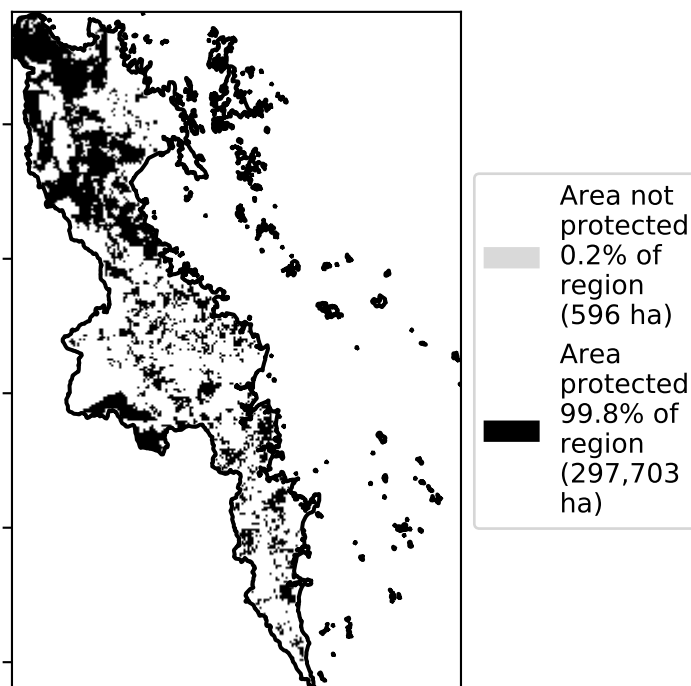 Area not
protected
0.2% of
region
(596 ha)
Area
protected
99.8% of
region
(297,703
ha)